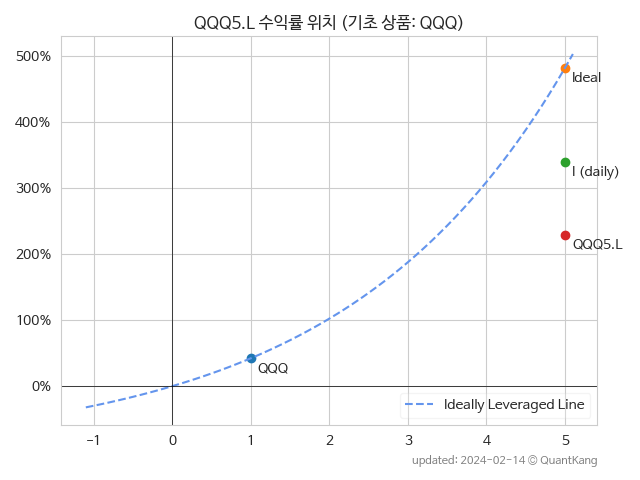 QQQ5.L 수익률 위치 (기초 상품: QQQ)
500%
400%
300%
200%
100%
0%
Ideal
I (daily)
QQQ5.L
QQQ
Ideally Leveraged Line
-1 0 1 2 3 4 5
updated: 2024-02-14 © QuantKang